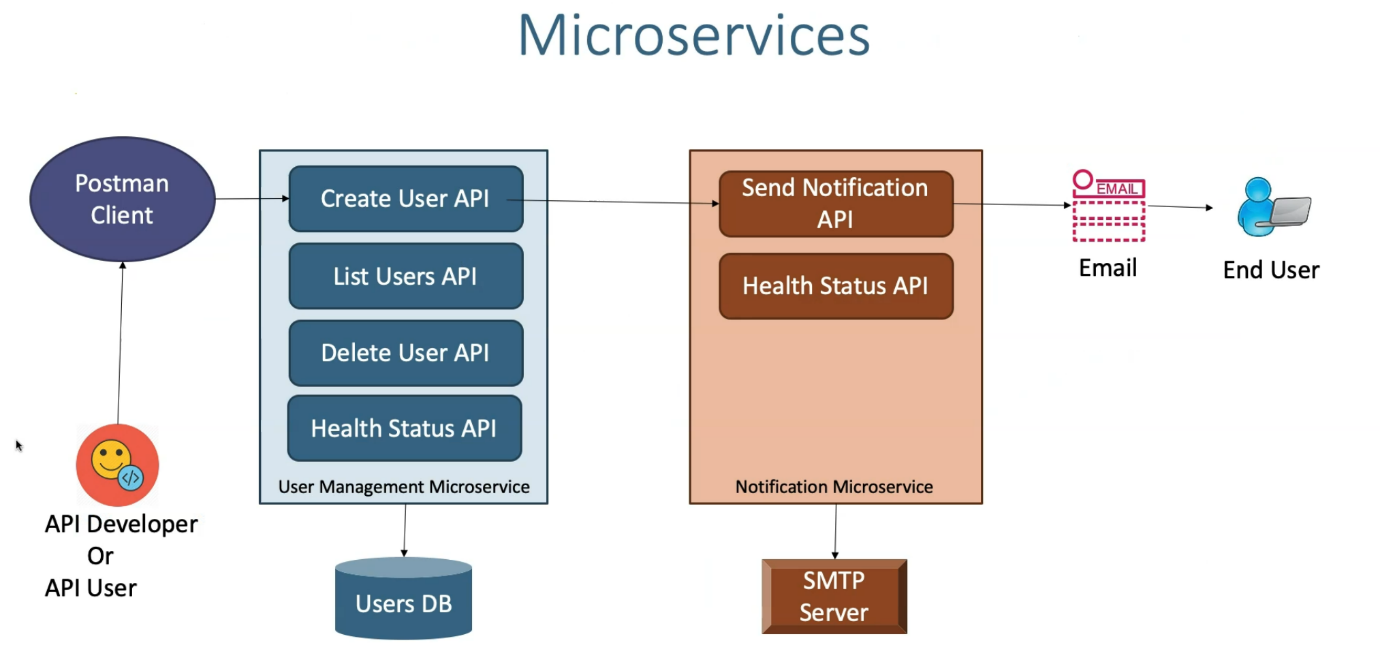 Microservices
Postman
Client
Create User API
List Users API
Delete User API
Health Status API
User Management Microservice
Users DB
Send Notification
API
Health Status API
Notification Microservice
SMTP
Server
EMAIL
Email
End User
</>
API Developer
Or
API User